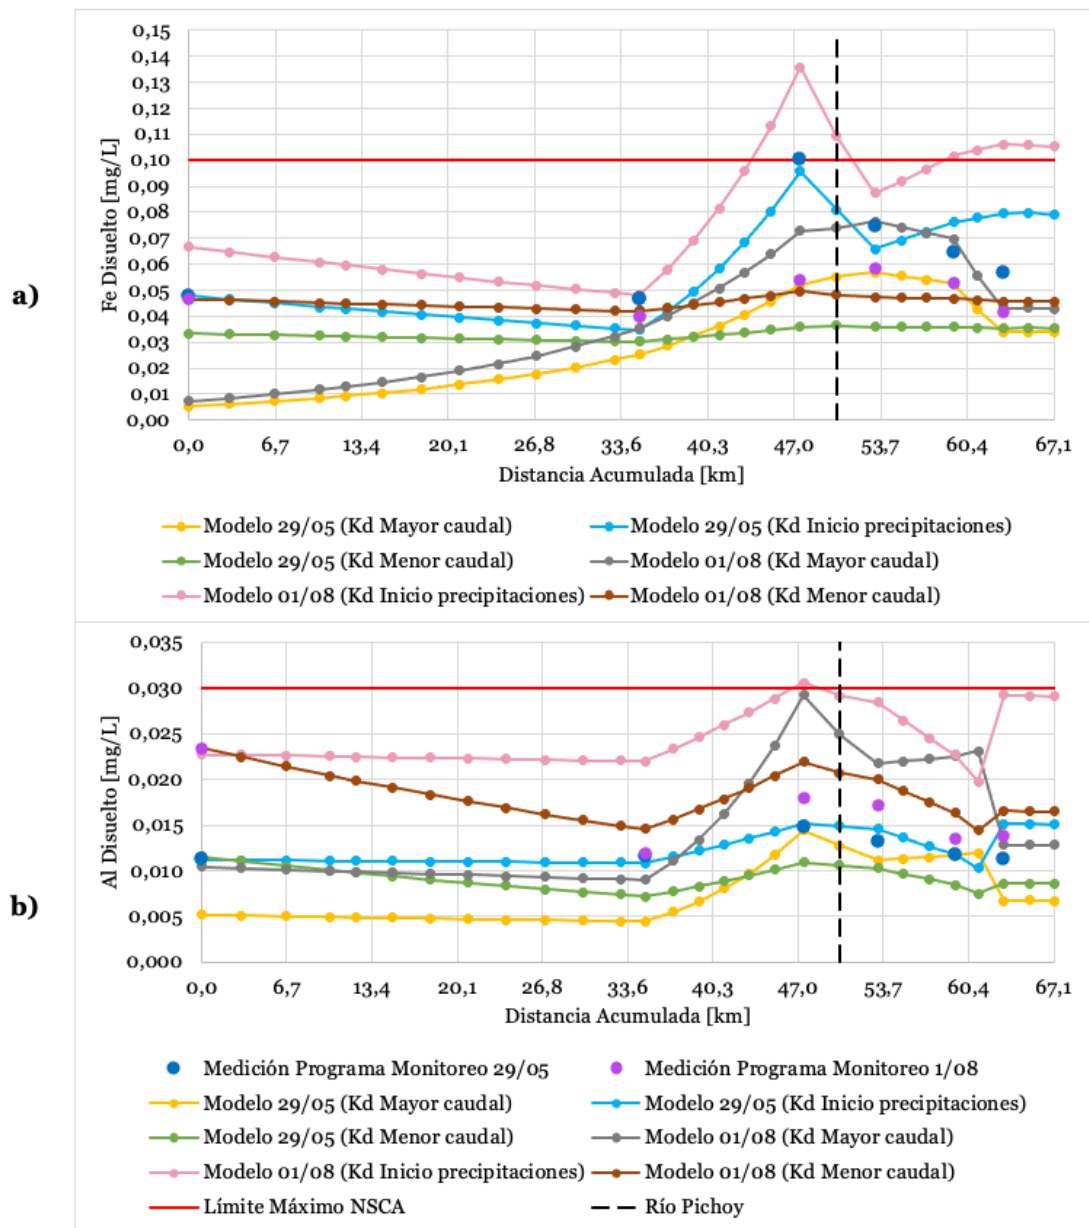 a)
Fe Disuelto [mg/L]
0,15
0,14
0,13
0,12
0,11
0,10
0,09
0,08
0,07
0,06
0,05
0,04
0,03
0,02
0,01
0,00
0,0 6,7 13,4 20,1 26,8 33,6 40,3 47,0 53,7 60,4 67,1
Distancia Acumulada [km]
Modelo 29/05 (Kd Mayor caudal) Modelo 29/05 (Kd Inicio precipitaciones)
Modelo 29/05 (Kd Menor caudal) Modelo 01/08 (Kd Mayor caudal)
Modelo 01/08 (Kd Inicio precipitaciones) Modelo 01/08 (Kd Menor caudal)
b)
Al Disuelto [mg/L]
0,035
0,030
0,025
0,020
0,015
0,010
0,005
0,000
0,0 6,7 13,4 20,1 26,8 33,6 40,3 47,0 53,7 60,4 67,1
Distancia Acumulada [km]
Medición Programa Monitoreo 29/05 Medición Programa Monitoreo 1/08
Modelo 29/05 (Kd Mayor caudal) Modelo 29/05 (Kd Inicio precipitaciones)
Modelo 29/05 (Kd Menor caudal) Modelo 01/08 (Kd Mayor caudal)
Modelo 01/08 (Kd Inicio precipitaciones) Modelo 01/08 (Kd Menor caudal)
Límite Máximo NSCA Río Pichoy